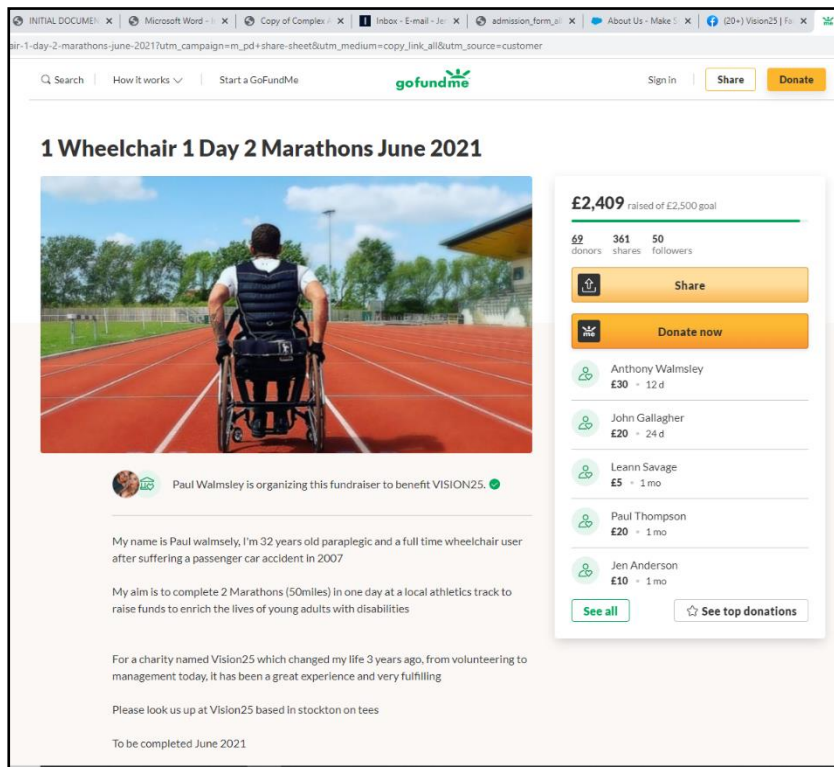 INITIAL DOCUMEN
Microsoft Word -
Copy of Complex
Inbox - E-mail - Je
admission_form_a
About Us - Make S
(20+) Vision25 | Fa
air-1-day-2-marathons-june-2021?utm_campaign=m_pd+share-sheet&utm_medium=copy_link_all&utm_source=customer
Search
How it works
Start a GoFundMe
gofundme
Sign in
Share
Donate
1 Wheelchair 1 Day 2 Marathons June 2021
£2,409 raised of £2,500 goal
69 361 50
donors shares followers
Share
me Donate now
Anthony Walmsley
£30 • 12 d
John Gallagher
£20 • 24 d
Leann Savage
£5 • 1 mo
Paul Thompson
£20 • 1 mo
Jen Anderson
£10 • 1 mo
See all
See top donations
Paul Walmsley is organizing this fundraiser to benefit VISION25.
My name is Paul walmsely, I'm 32 years old paraplegic and a full time wheelchair user
after suffering a passenger car accident in 2007
My aim is to complete 2 Marathons (50miles) in one day at a local athletics track to
raise funds to enrich the lives of young adults with disabilities
For a charity named Vision25 which changed my life 3 years ago, from volunteering to
management today, it has been a great experience and very fulfilling
Please look us up at Vision25 based in stockton on tees
To be completed June 2021